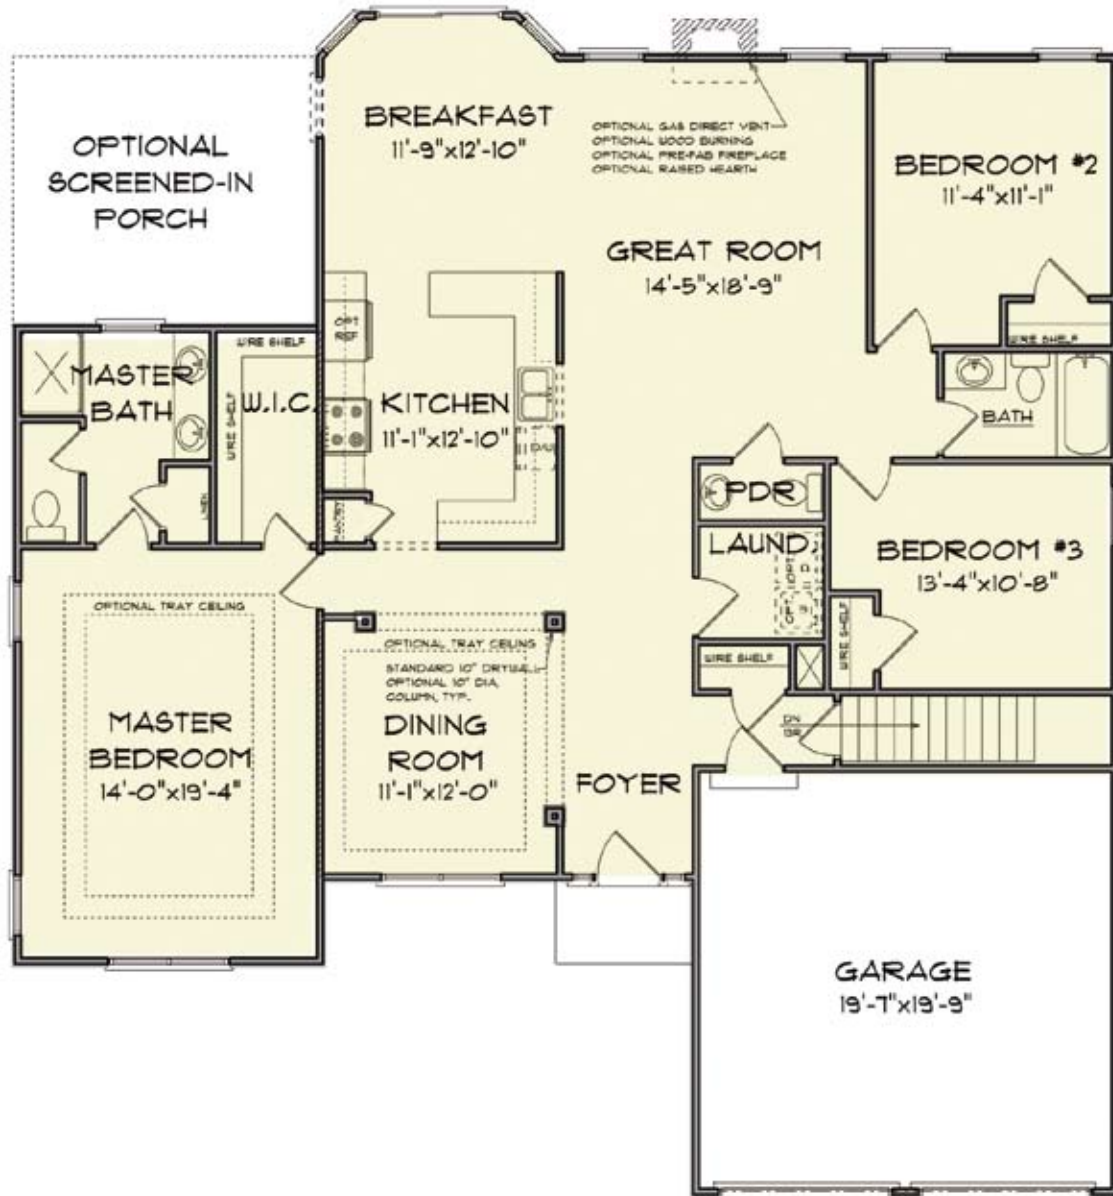 BREAKFAST
11'-9"x12'-10"
OPTIONAL
SCREENED-IN
PORCH
OPTIONAL GAS DIRECT VENT
OPTIONAL WOOD BURNING
OPTIONAL PRE-FAB FIREPLACE
OPTIONAL RAISED HEARTH
BEDROOM #2
11'-4"x11'-1"
GREAT ROOM
14'-5"x18'-9"
OPT
REF
WIRE SHELF
WIRE SHELF
MASTER
BATH
W.I.C.
WIRE SHELF
KITCHEN
11'-1"x12'-10"
D/W
BATH
PDR
LINEN
PANTRY
LAUND.
OPT. D
OPT.
BEDROOM #3
13'-4"x10'-8"
OPTIONAL TRAY CEILING
WIRE SHELF
OPTIONAL TRAY CEILING
STANDARD 10" DRYWALL
OPTIONAL 10" DIA.
COLUMN, TYP.
WIRE SHELF
MASTER
BEDROOM
14'-0"x19'-4"
DINING
ROOM
11'-1"x12'-0"
DN
FOYER
GARAGE
19'-7"x19'-9"